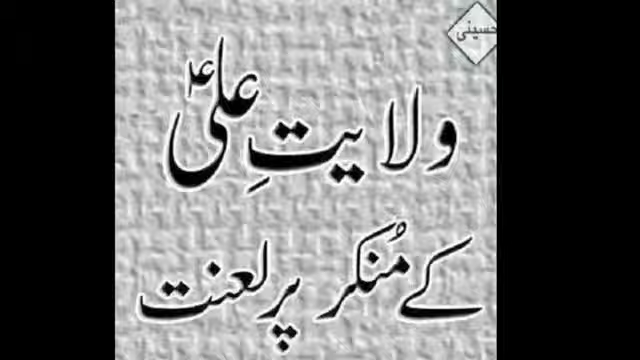 حسینی
ولایتِ علیؑ
کے مُنکر پر لعنت